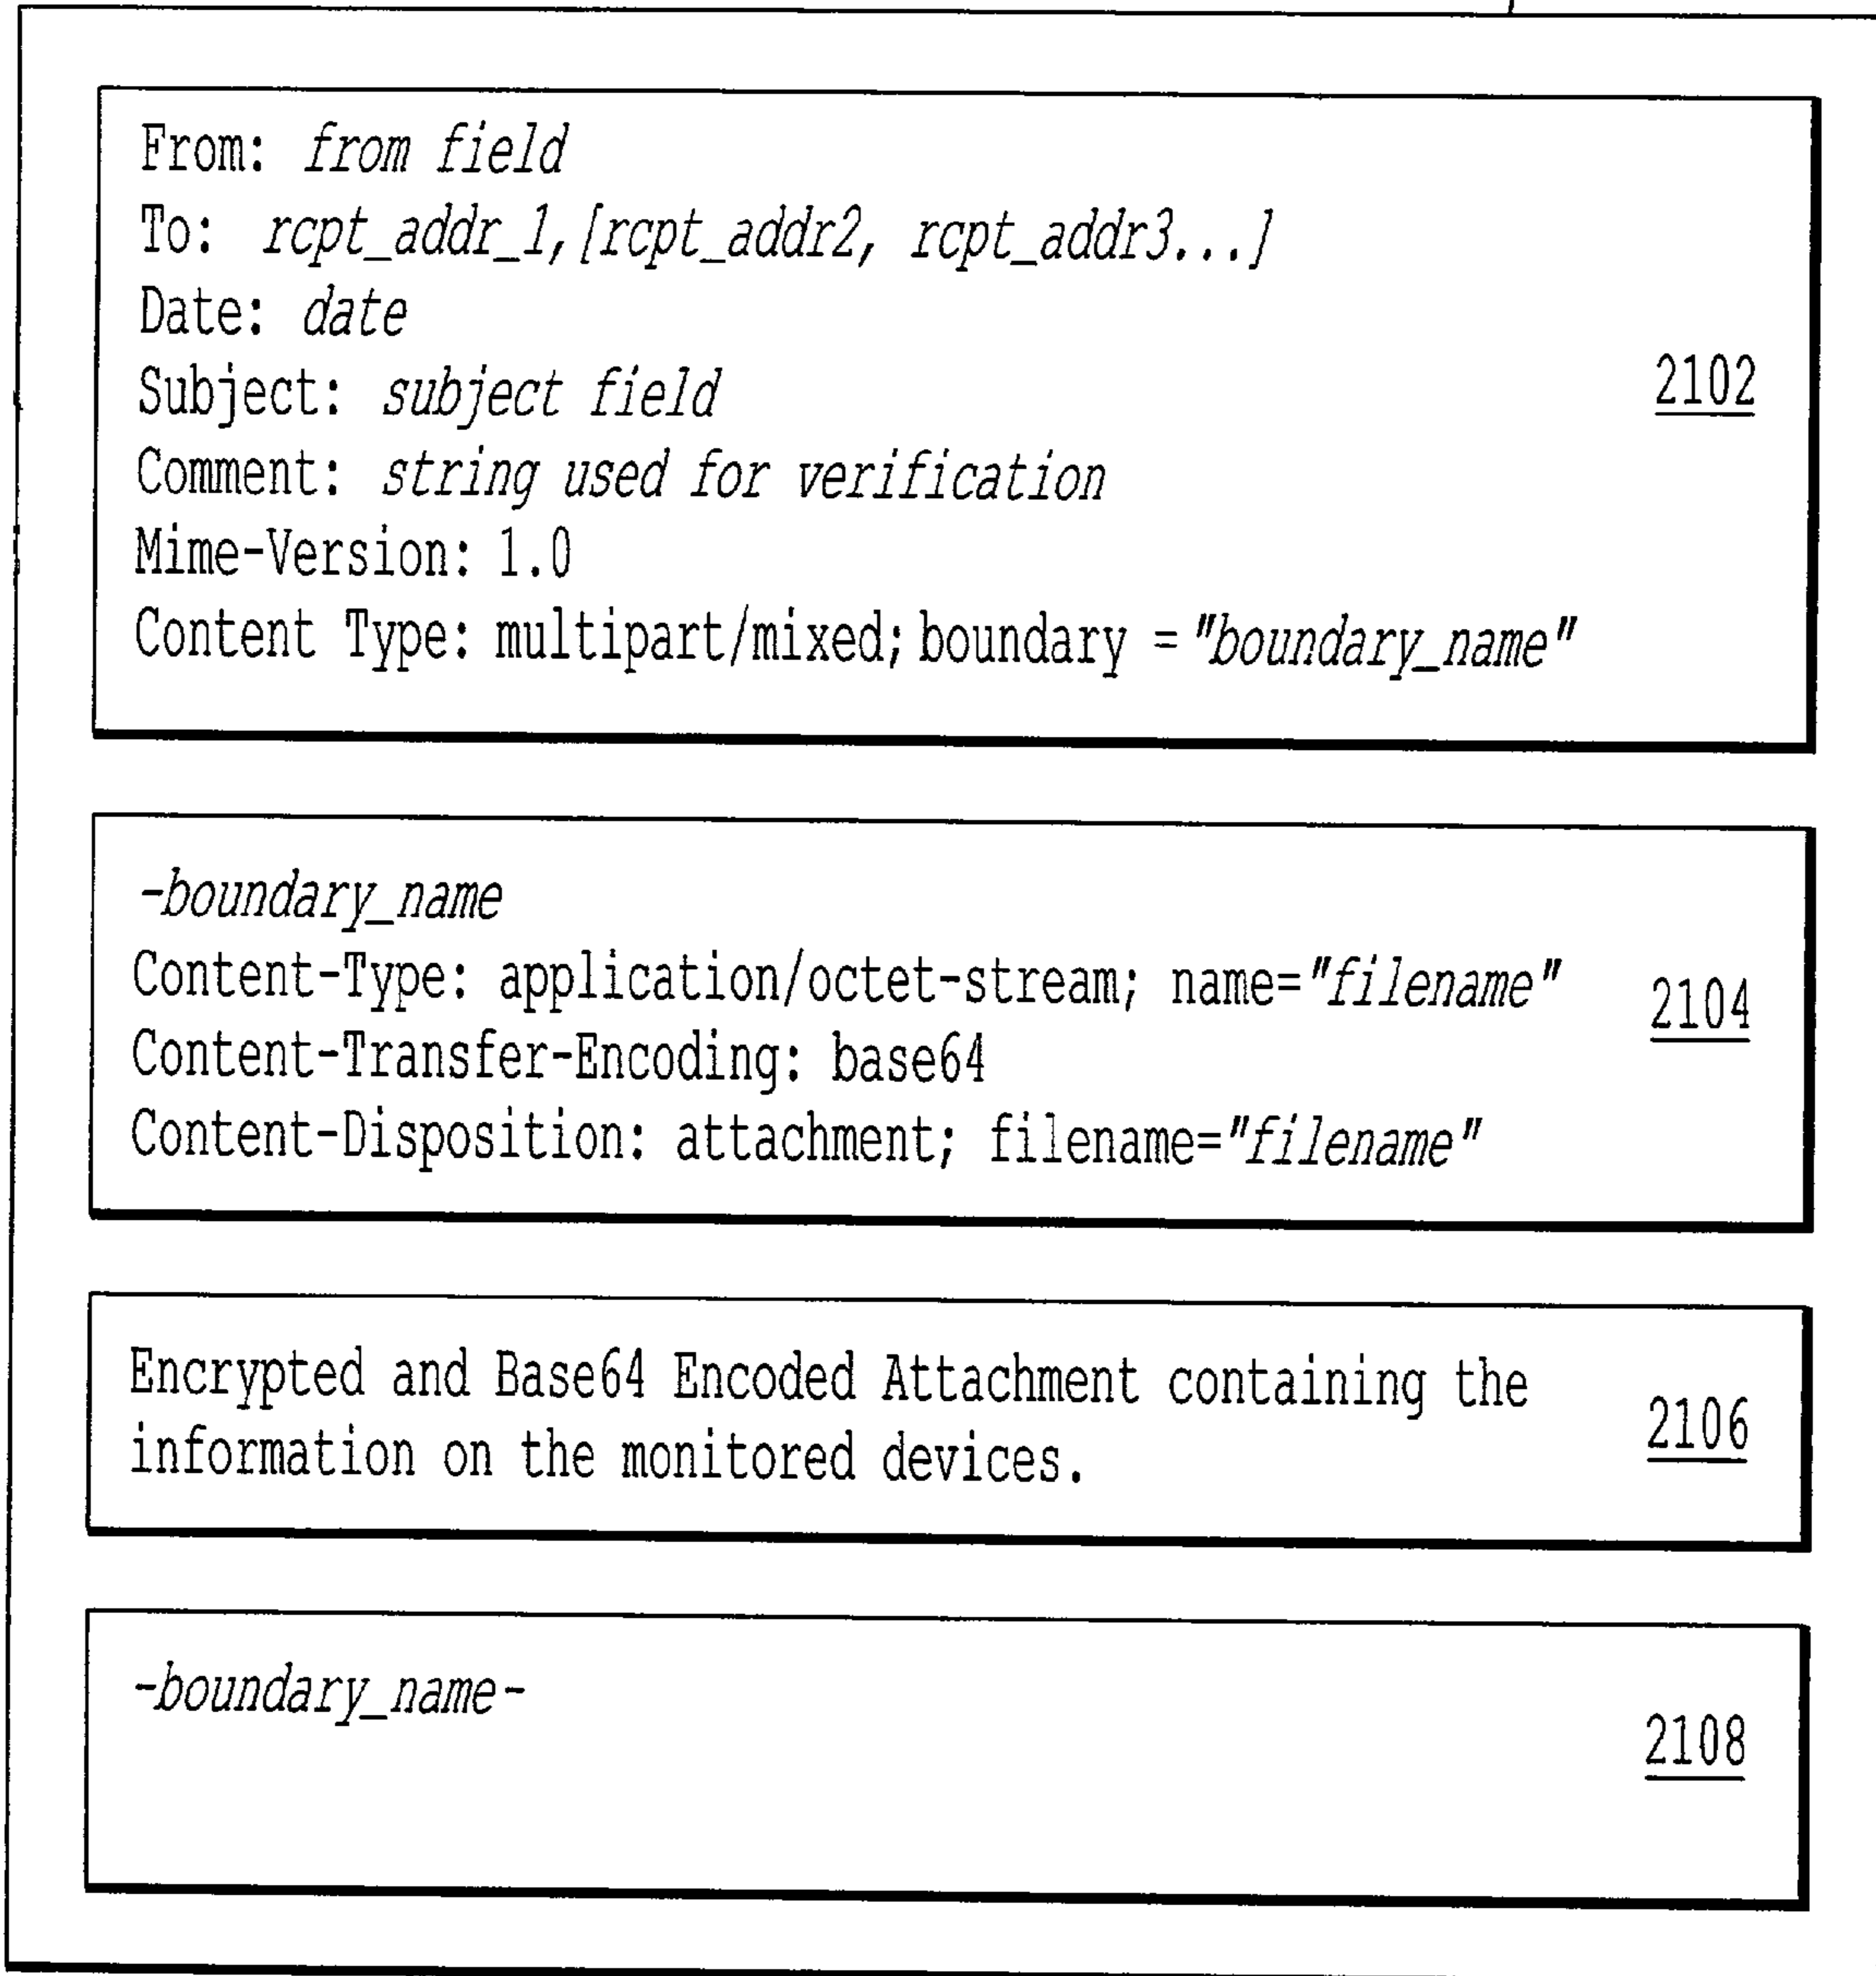 From: from field
To: rcpt_addr_1,[rcpt_addr2, rcpt_addr3...]
Date: date
Subject: subject field
2102
Comment: string used for verification
Mime-Version: 1.0
Content Type: multipart/mixed; boundary = "boundary_name"
-boundary_name
Content-Type: application/octet-stream; name="filename"
2104
Content-Transfer-Encoding: base64
Content-Disposition: attachment; filename="filename"
Encrypted and Base64 Encoded Attachment containing the
2106
information on the monitored devices.
-boundary_name-
2108